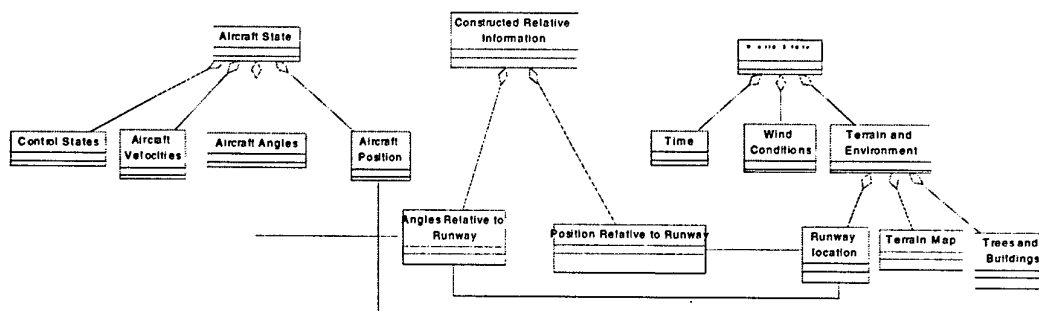 Aircraft State
Constructed Relative
Information
Control States
Aircraft
Velocities
Aircraft Angles
Aircraft
Position
Time
Wind
Conditions
Terrain and
Environment
Angles Relative to
Runway
Position Relative to Runway
Runway
location
Terrain Map
Trees and
Buildings